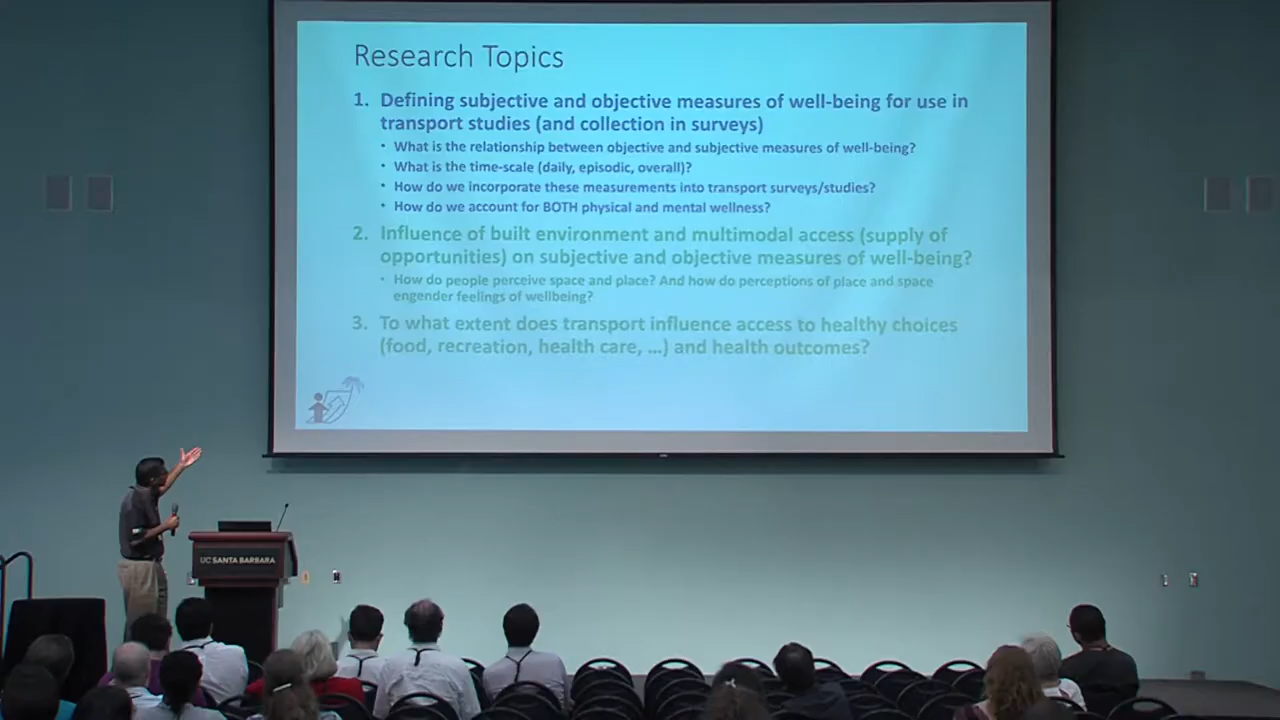 Research Topics
1. Defining subjective and objective measures of well-being for use in
transport studies (and collection in surveys)
• What is the relationship between objective and subjective measures of well-being?
• What is the time-scale (daily, episodic, overall)?
• How do we incorporate these measurements into transport surveys/studies?
• How do we account for BOTH physical and mental wellness?
2. Influence of built environment and multimodal access (supply of
opportunities) on subjective and objective measures of well-being?
• How do people perceive space and place? And how do perceptions of place and space
engender feelings of wellbeing?
3. To what extent does transport influence access to healthy choices
(food, recreation, health care, …) and health outcomes?
UC SANTA BARBARA